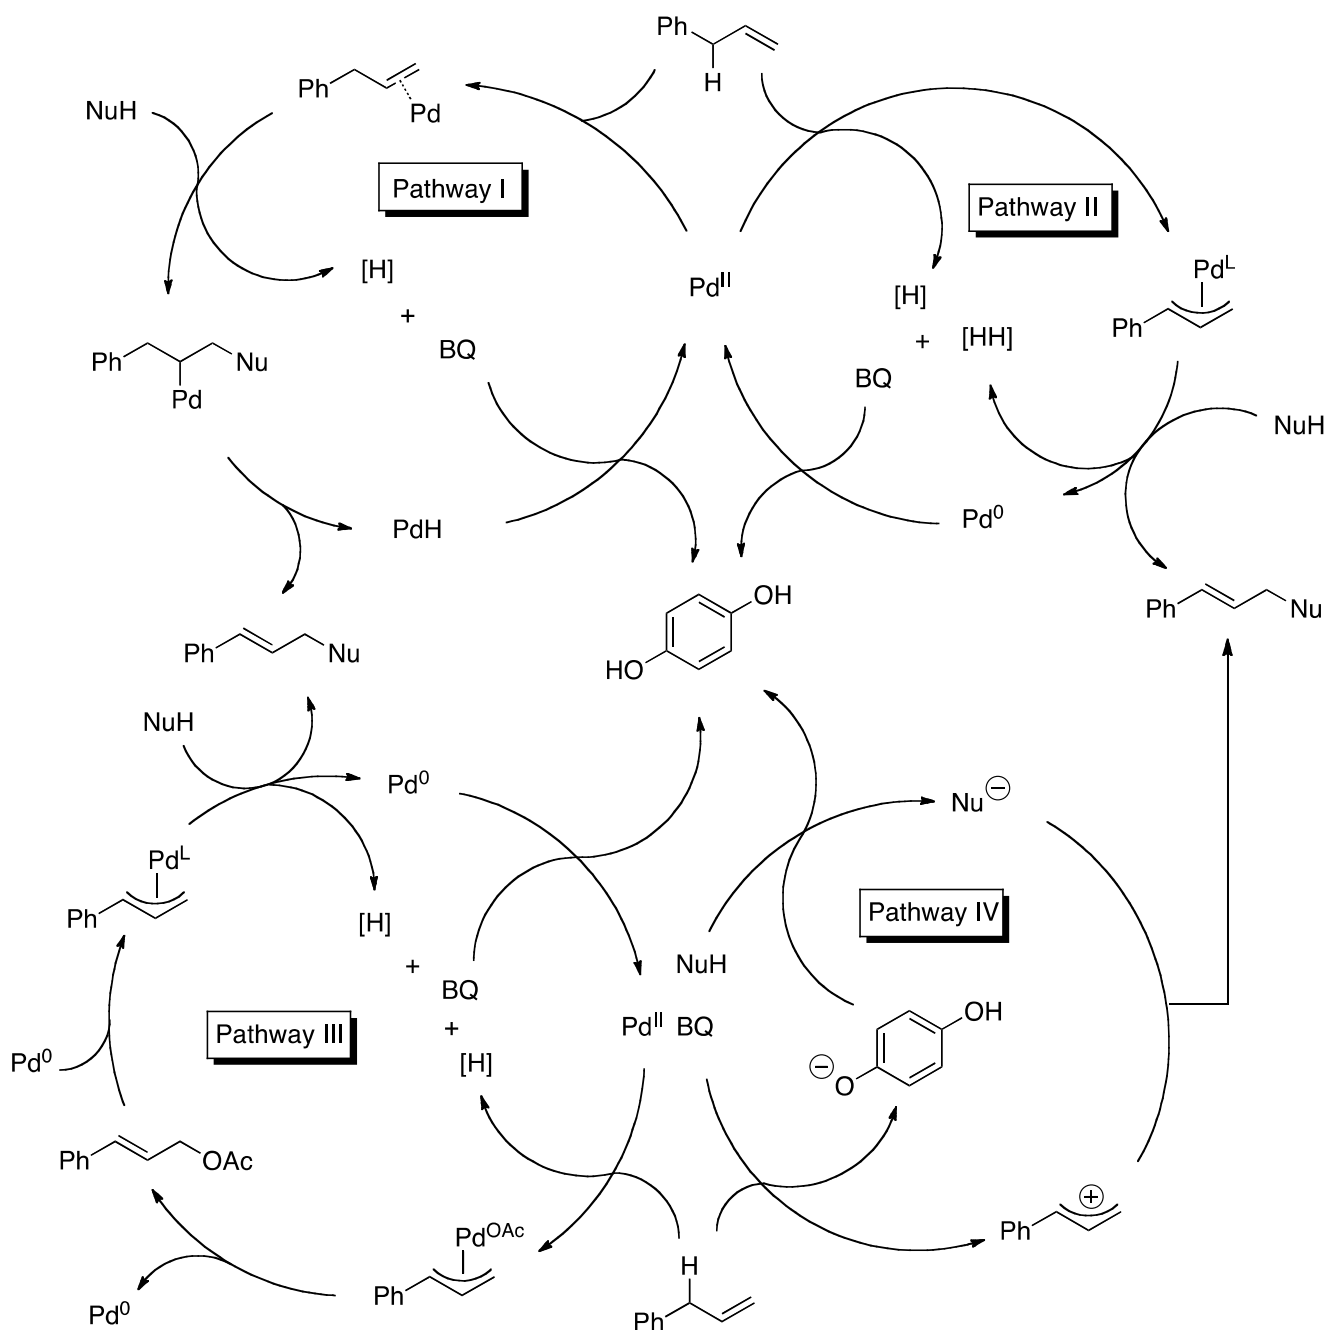 Ph
H
Ph
Pd
NuH
Pathway I
Pathway II
[H]
Pd^II
Pd^L
Ph
[H]
+
+
[HH]
BQ
BQ
Ph
Nu
Pd
NuH
PdH
Pd^0
OH
HO
Ph
Nu
Ph
Nu
NuH
Pd^0
Nu⊖
Pd^L
Ph
[H]
Pathway IV
+
BQ
NuH
Pathway III
+
Pd^II BQ
OH
⊖
O
Pd^0
[H]
Ph
OAc
⊕
Ph
Pd^OAc
Ph
H
Pd^0
Ph